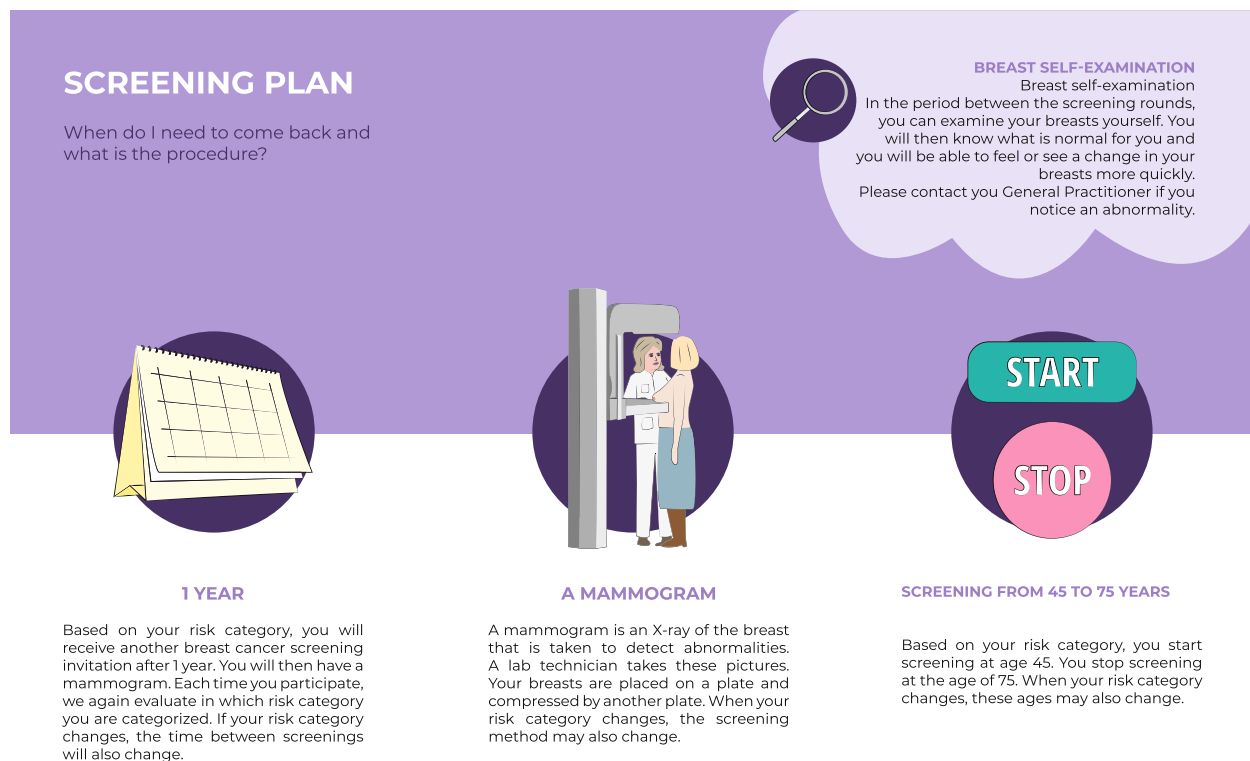 SCREENING PLAN
When do I need to come back and
what is the procedure?
BREAST SELF-EXAMINATION
Breast self-examination
In the period between the screening rounds,
you can examine your breasts yourself. You
will then know what is normal for you and
you will be able to feel or see a change in your
breasts more quickly.
Please contact you General Practitioner if you
notice an abnormality.
START
STOP
1 YEAR
Based on your risk category, you will
receive another breast cancer screening
invitation after 1 year. You will then have a
mammogram. Each time you participate,
we again evaluate in which risk category
you are categorized. If your risk category
changes, the time between screenings
will also change.
A MAMMOGRAM
A mammogram is an X-ray of the breast
that is taken to detect abnormalities.
A lab technician takes these pictures.
Your breasts are placed on a plate and
compressed by another plate. When your
risk category changes, the screening
method may also change.
SCREENING FROM 45 TO 75 YEARS
Based on your risk category, you start
screening at age 45. You stop screening
at the age of 75. When your risk category
changes, these ages may also change.